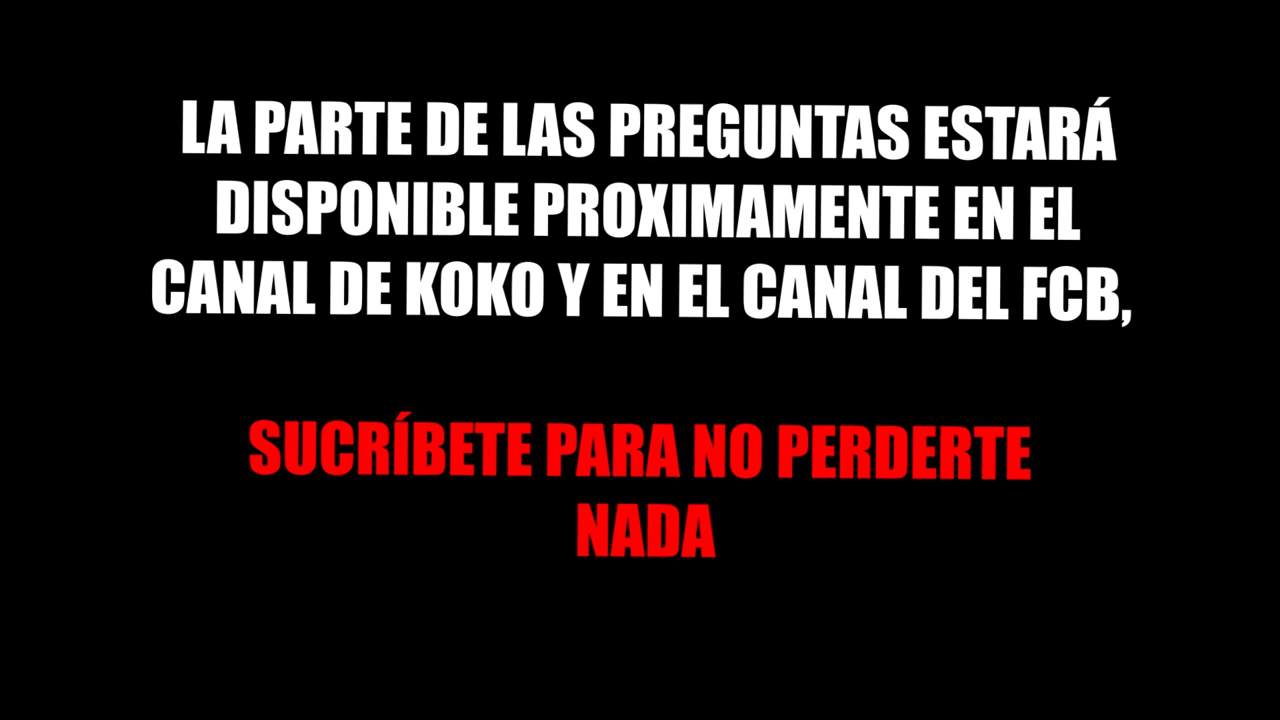 LA PARTE DE LAS PREGUNTAS ESTARÁ
DISPONIBLE PROXIMAMENTE EN EL
CANAL DE KOKO Y EN EL CANAL DEL FCB,
SUCRÍBETE PARA NO PERDERTE
NADA